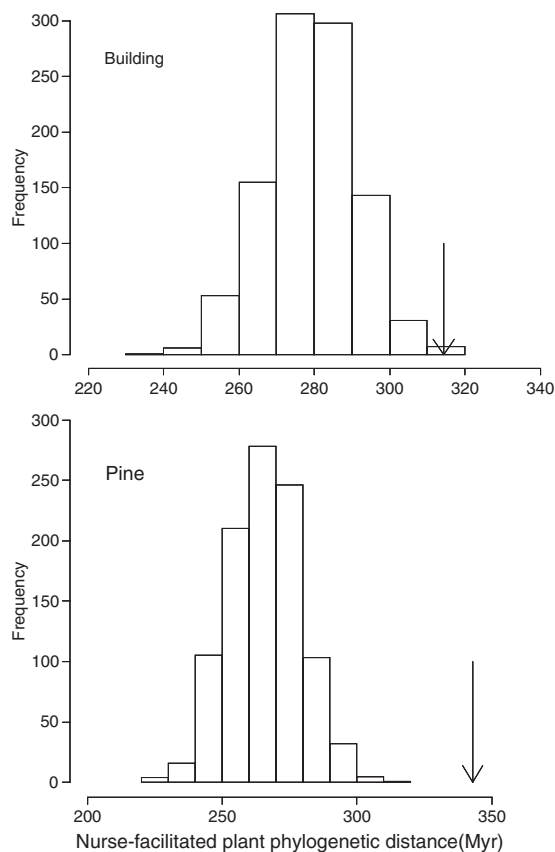 300
Building
250
200
150
100
50
0
Frequency
220 240 260 280 300 320 340
300
Pine
250
200
150
100
50
0
Frequency
200 250 300 350
Nurse-facilitated plant phylogenetic distance(Myr)